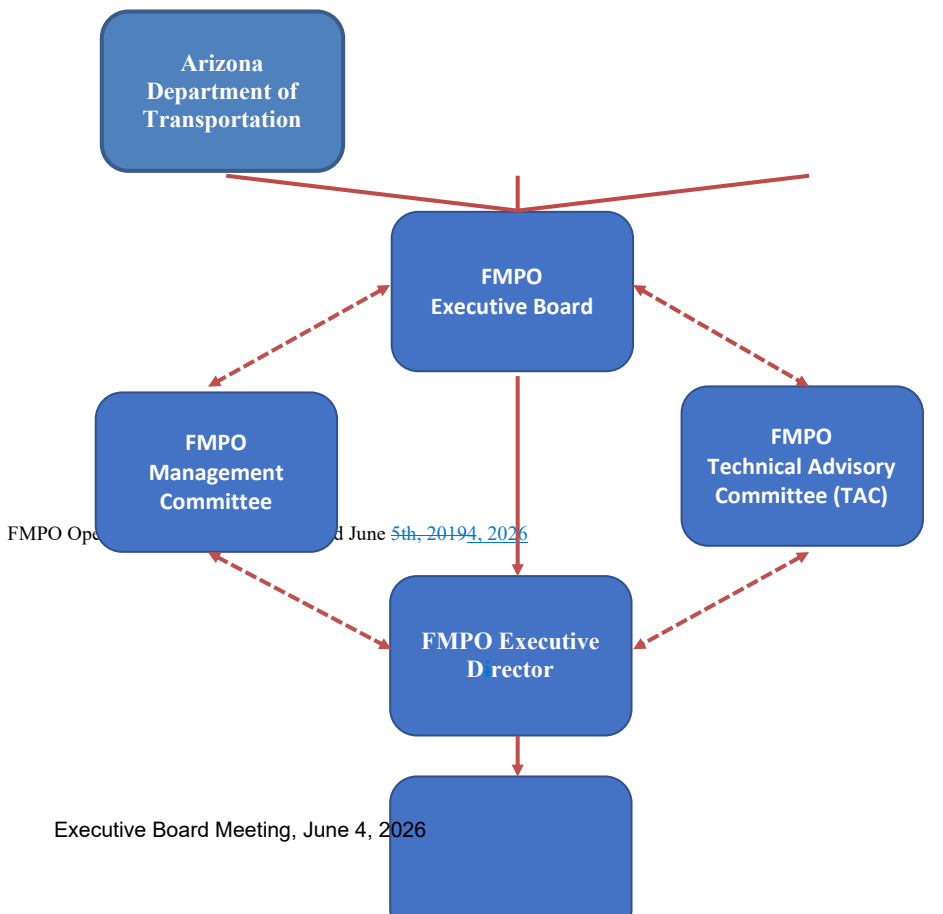 Arizona
Department of
Transportation
FMPO
Executive Board
FMPO
Management
Committee
FMPO
Technical Advisory
Committee (TAC)
FMPO Ope d June 5th, 20194, 2026
FMPO Executive
Director
Executive Board Meeting, June 4, 2026